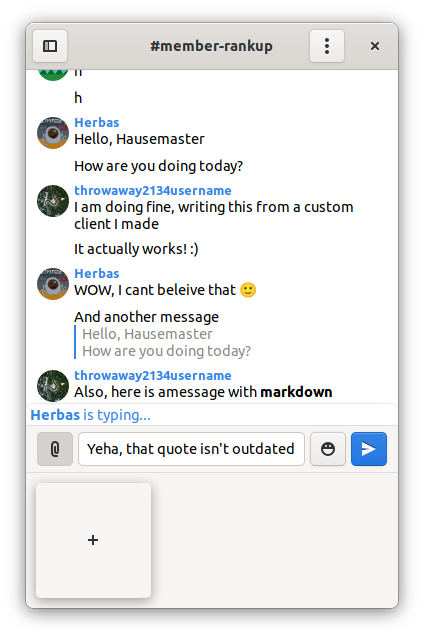 #member-rankup
h
Herbas
Hello, Hausemaster
How are you doing today?
throwaway2134username
I am doing fine, writing this from a custom
client I made
It actually works! :)
Herbas
WOW, I cant beleive that 🙂
And another message
Hello, Hausemaster
How are you doing today?
throwaway2134username
Also, here is amessage with markdown
Herbas is typing...
Yeha, that quote isn't outdated